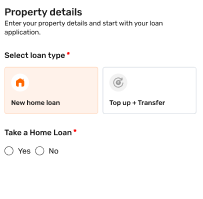 Property details
Enter your property details and start with your loan
application.
Select loan type *
New home loan
Top up + Transfer
Take a Home Loan *
Yes
No